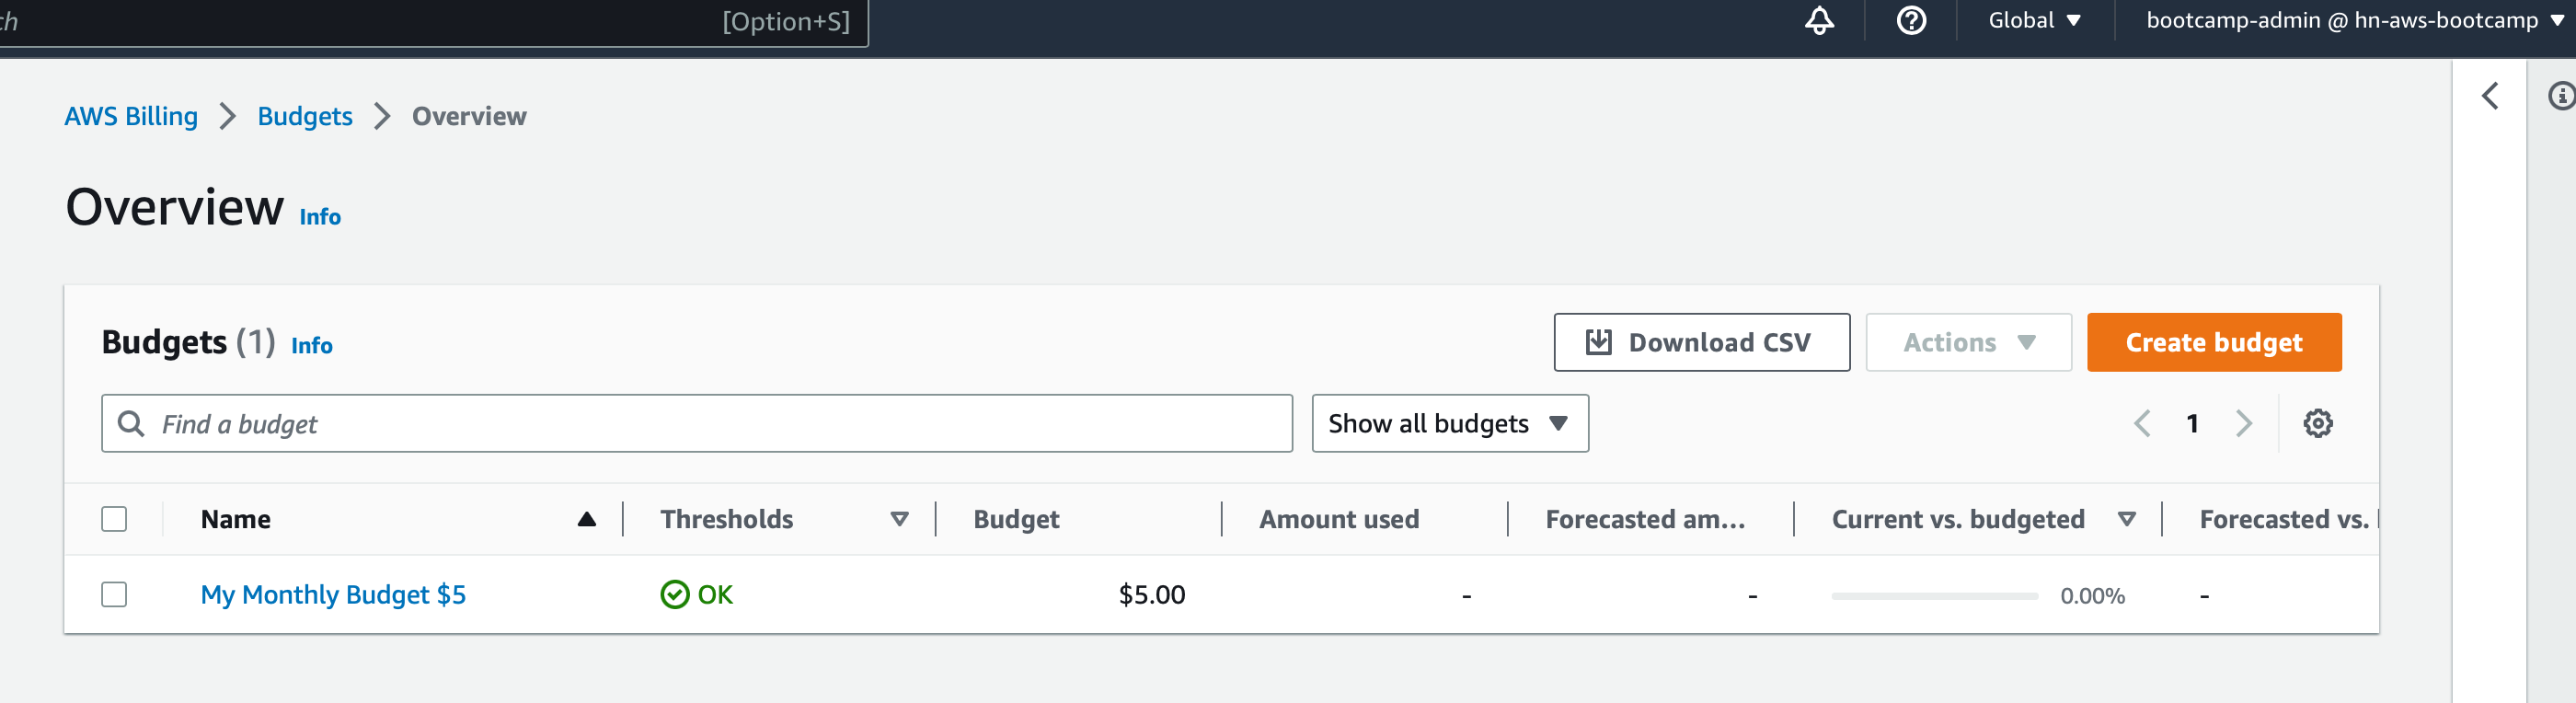 ch [Option+S] Global bootcamp-admin @ hn-aws-bootcamp
AWS Billing > Budgets > Overview
Overview Info
Budgets (1) Info Download CSV Actions Create budget
Find a budget Show all budgets 1
Name Thresholds Budget Amount used Forecasted am... Current vs. budgeted Forecasted vs.
My Monthly Budget $5 OK $5.00 - - 0.00% -